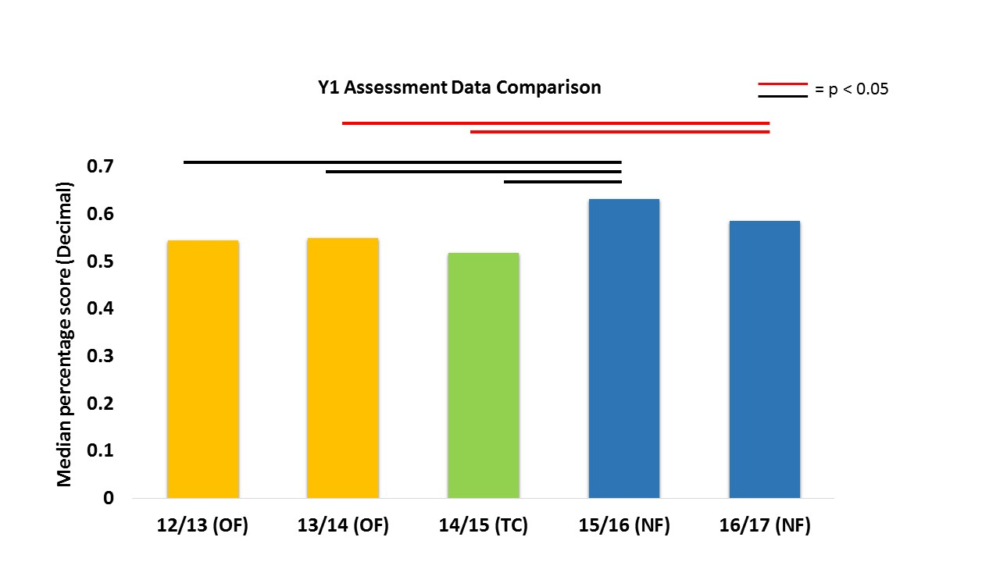 Y1 Assessment Data Comparison
= p < 0.05
Median percentage score (Decimal)
0.7
0.6
0.5
0.4
0.3
0.2
0.1
0
12/13 (OF) 13/14 (OF) 14/15 (TC) 15/16 (NF) 16/17 (NF)